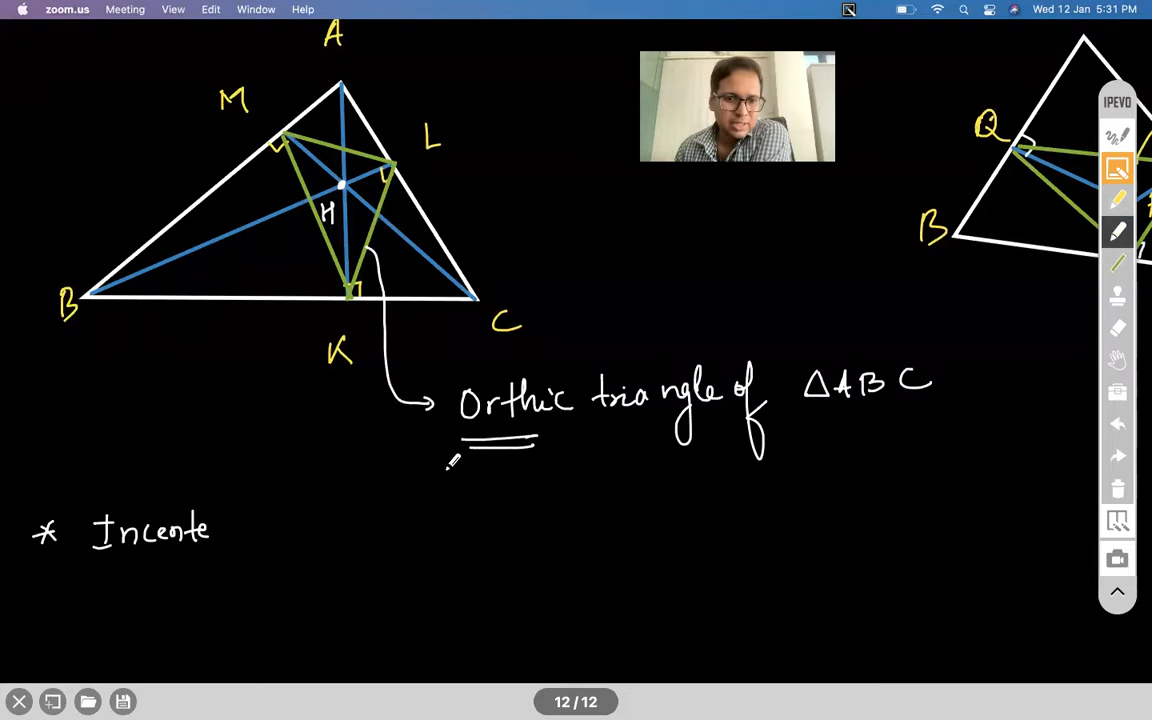 zoom.us Meeting View Edit Window Help Wed 12 Jan 5:31 PM
A
M
L
H
B
K
C
Q
B
IPEVO
Orthic triangle of △ABC
* Incente
12/12